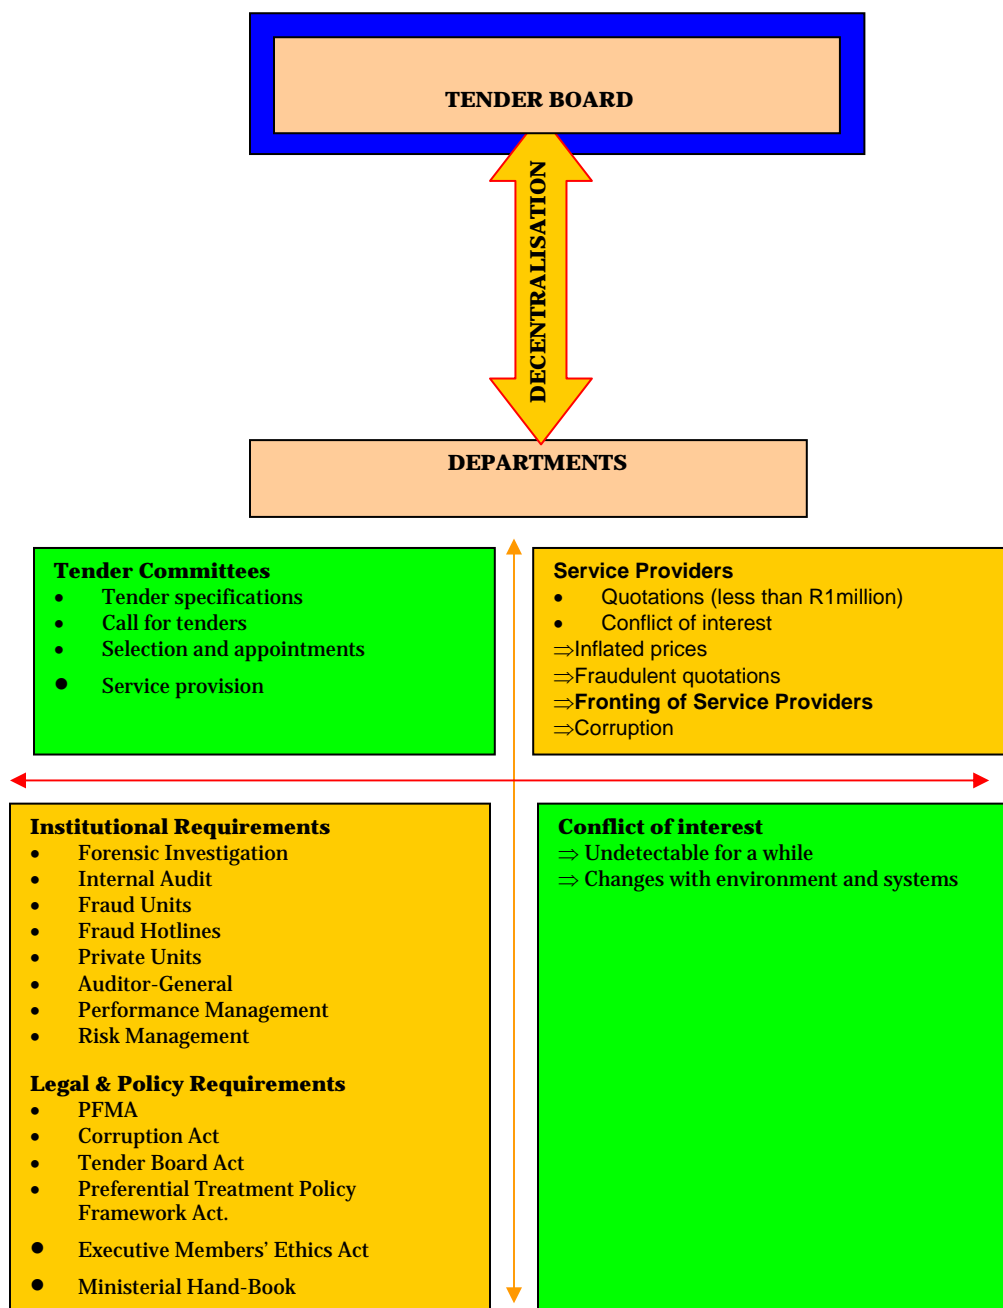 TENDER BOARD
DECENTRALISATION
DEPARTMENTS
Tender Committees
• Tender specifications
• Call for tenders
• Selection and appointments
• Service provision
Service Providers
• Quotations (less than R1million)
• Conflict of interest
⇒Inflated prices
⇒Fraudulent quotations
⇒Fronting of Service Providers
⇒Corruption
Institutional Requirements
• Forensic Investigation
• Internal Audit
• Fraud Units
• Fraud Hotlines
• Private Units
• Auditor-General
• Performance Management
• Risk Management
Legal & Policy Requirements
• PFMA
• Corruption Act
• Tender Board Act
• Preferential Treatment Policy
Framework Act.
• Executive Members’ Ethics Act
• Ministerial Hand-Book
Conflict of interest
⇒ Undetectable for a while
⇒ Changes with environment and systems